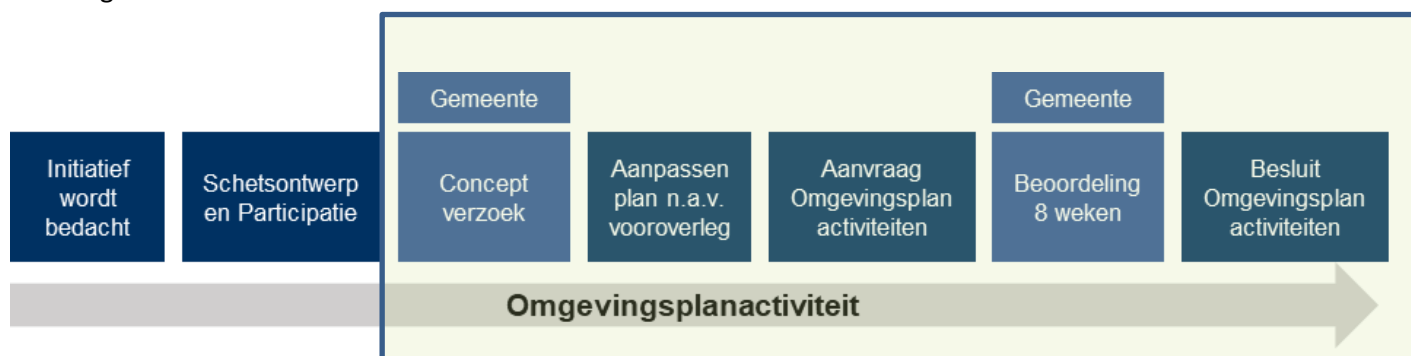 Gemeente
Gemeente
Initiatief
wordt
bedacht
Schetsontwerp
en Participatie
Concept
verzoek
Aanpassen
plan n.a.v.
vooroverleg
Aanvraag
Omgevingsplan
activiteiten
Beoordeling
8 weken
Besluit
Omgevingsplan
activiteiten
Omgevingsplanactiviteit